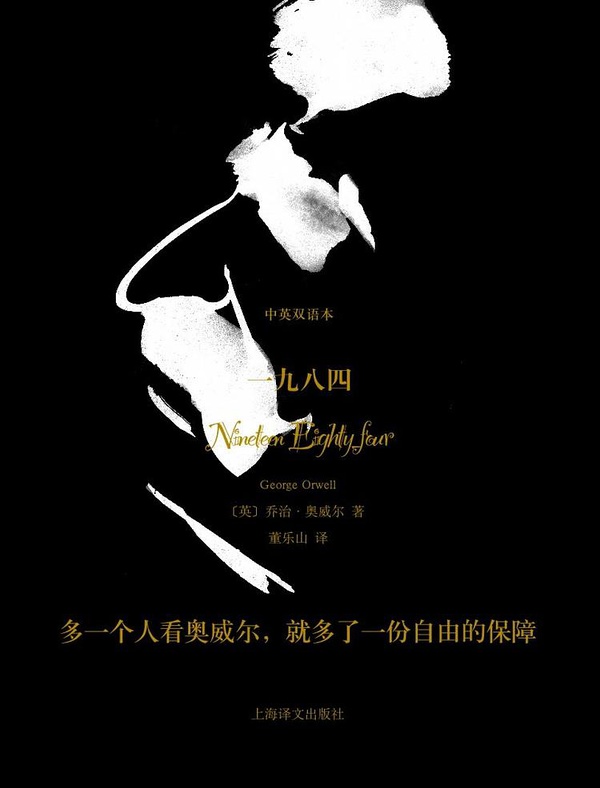 中英双语本
一九八四
Nineteen Eighty four
George Orwell
〔英〕乔治·奥威尔 著
董乐山 译
多一个人看奥威尔，就多了一份自由的保障
上海译文出版社